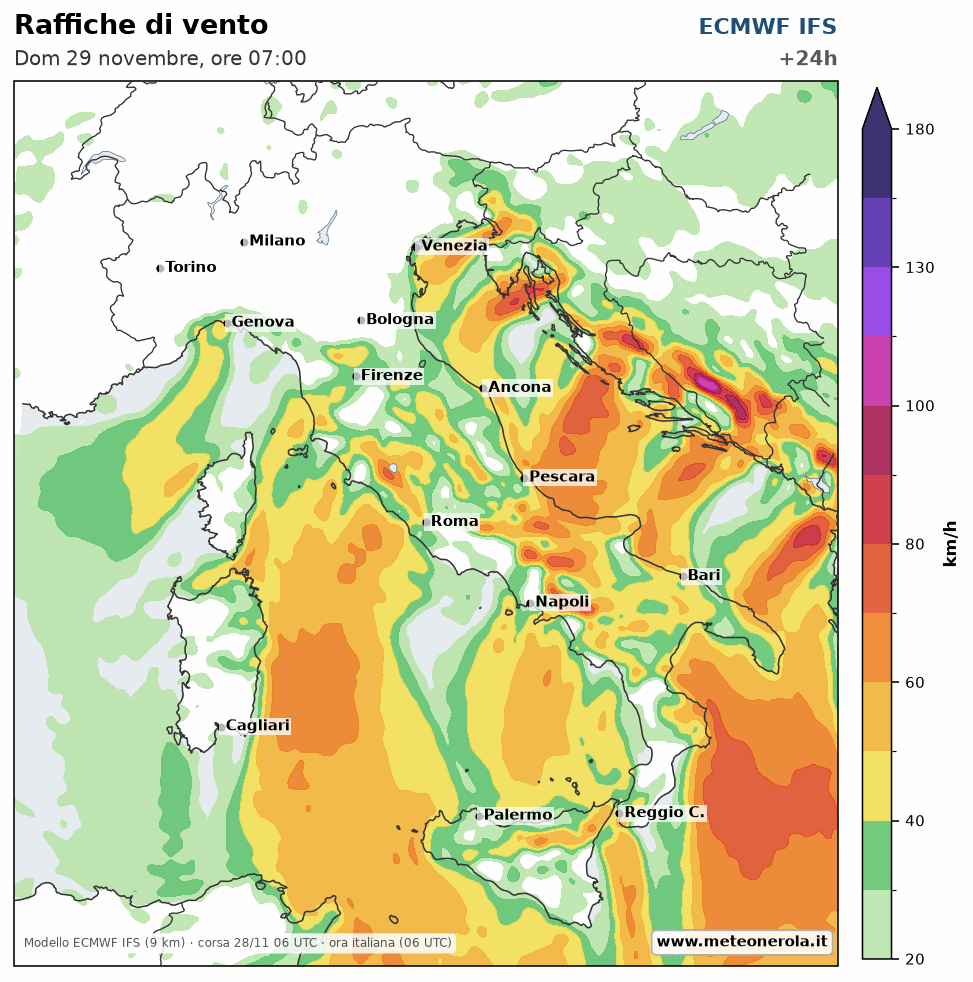 Raffiche di vento
ECMWF IFS
Dom 29 novembre, ore 07:00
+24h
180
Milano
Venezia
Torino
130
Genova
Bologna
Firenze
Ancona
100
Pescara
Roma
80
km/h
Bari
Napoli
60
Cagliari
Palermo
Reggio C.
40
Modello ECMWF IFS (9 km) · corsa 28/11 06 UTC · ora italiana (06 UTC)
www.meteonerola.it
20